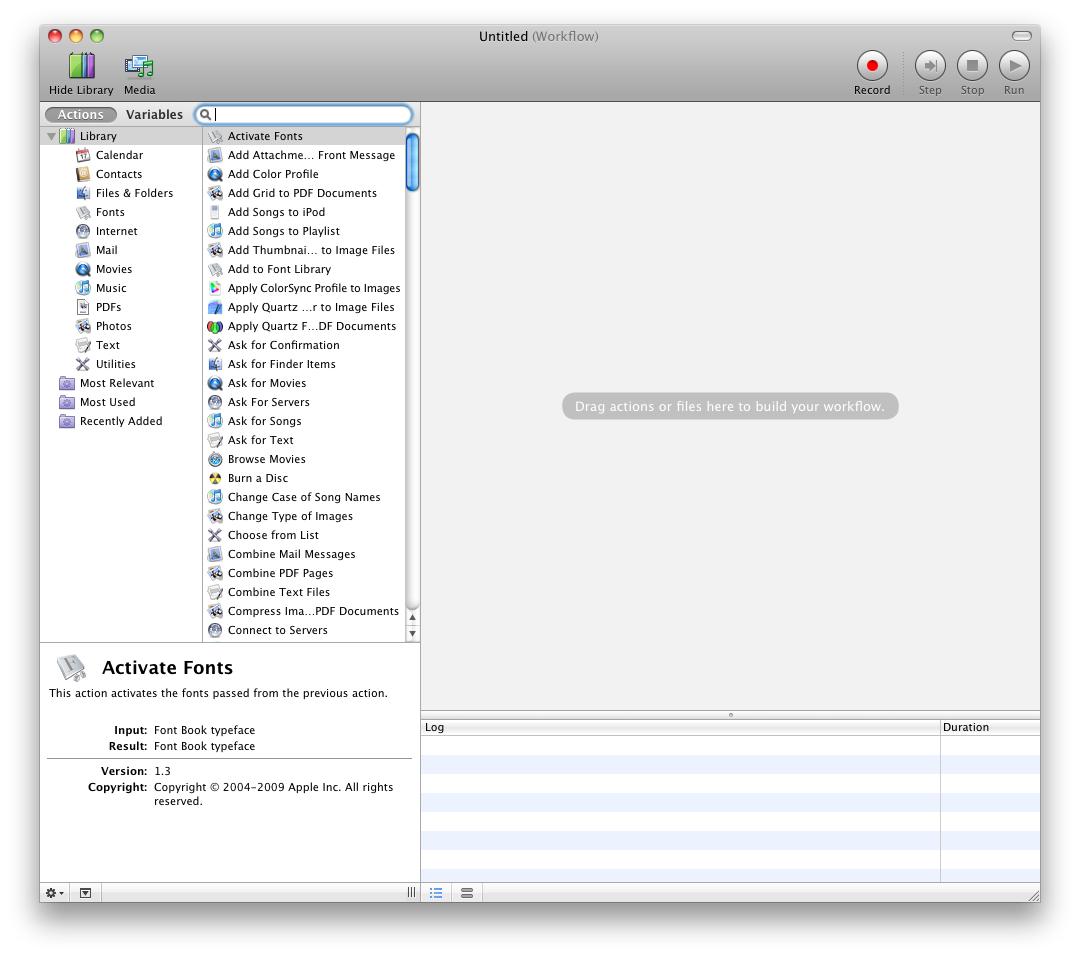 Untitled (Workflow)
Hide Library
Media
Record
Step
Stop
Run
Actions
Variables
Library
Calendar
Contacts
Files & Folders
Fonts
Internet
Mail
Movies
Music
PDFs
Photos
Text
Utilities
Most Relevant
Most Used
Recently Added
Activate Fonts
Add Attachme... Front Message
Add Color Profile
Add Grid to PDF Documents
Add Songs to iPod
Add Songs to Playlist
Add Thumbnai... to Image Files
Add to Font Library
Apply ColorSync Profile to Images
Apply Quartz ...r to Image Files
Apply Quartz F...DF Documents
Ask for Confirmation
Ask for Finder Items
Ask for Movies
Ask For Servers
Ask for Songs
Ask for Text
Browse Movies
Burn a Disc
Change Case of Song Names
Change Type of Images
Choose from List
Combine Mail Messages
Combine PDF Pages
Combine Text Files
Compress Ima...PDF Documents
Connect to Servers
Drag actions or files here to build your workflow.
Activate Fonts
This action activates the fonts passed from the previous action.
Input: Font Book typeface
Result: Font Book typeface
Version: 1.3
Copyright: Copyright © 2004-2009 Apple Inc. All rights
reserved.
Log
Duration